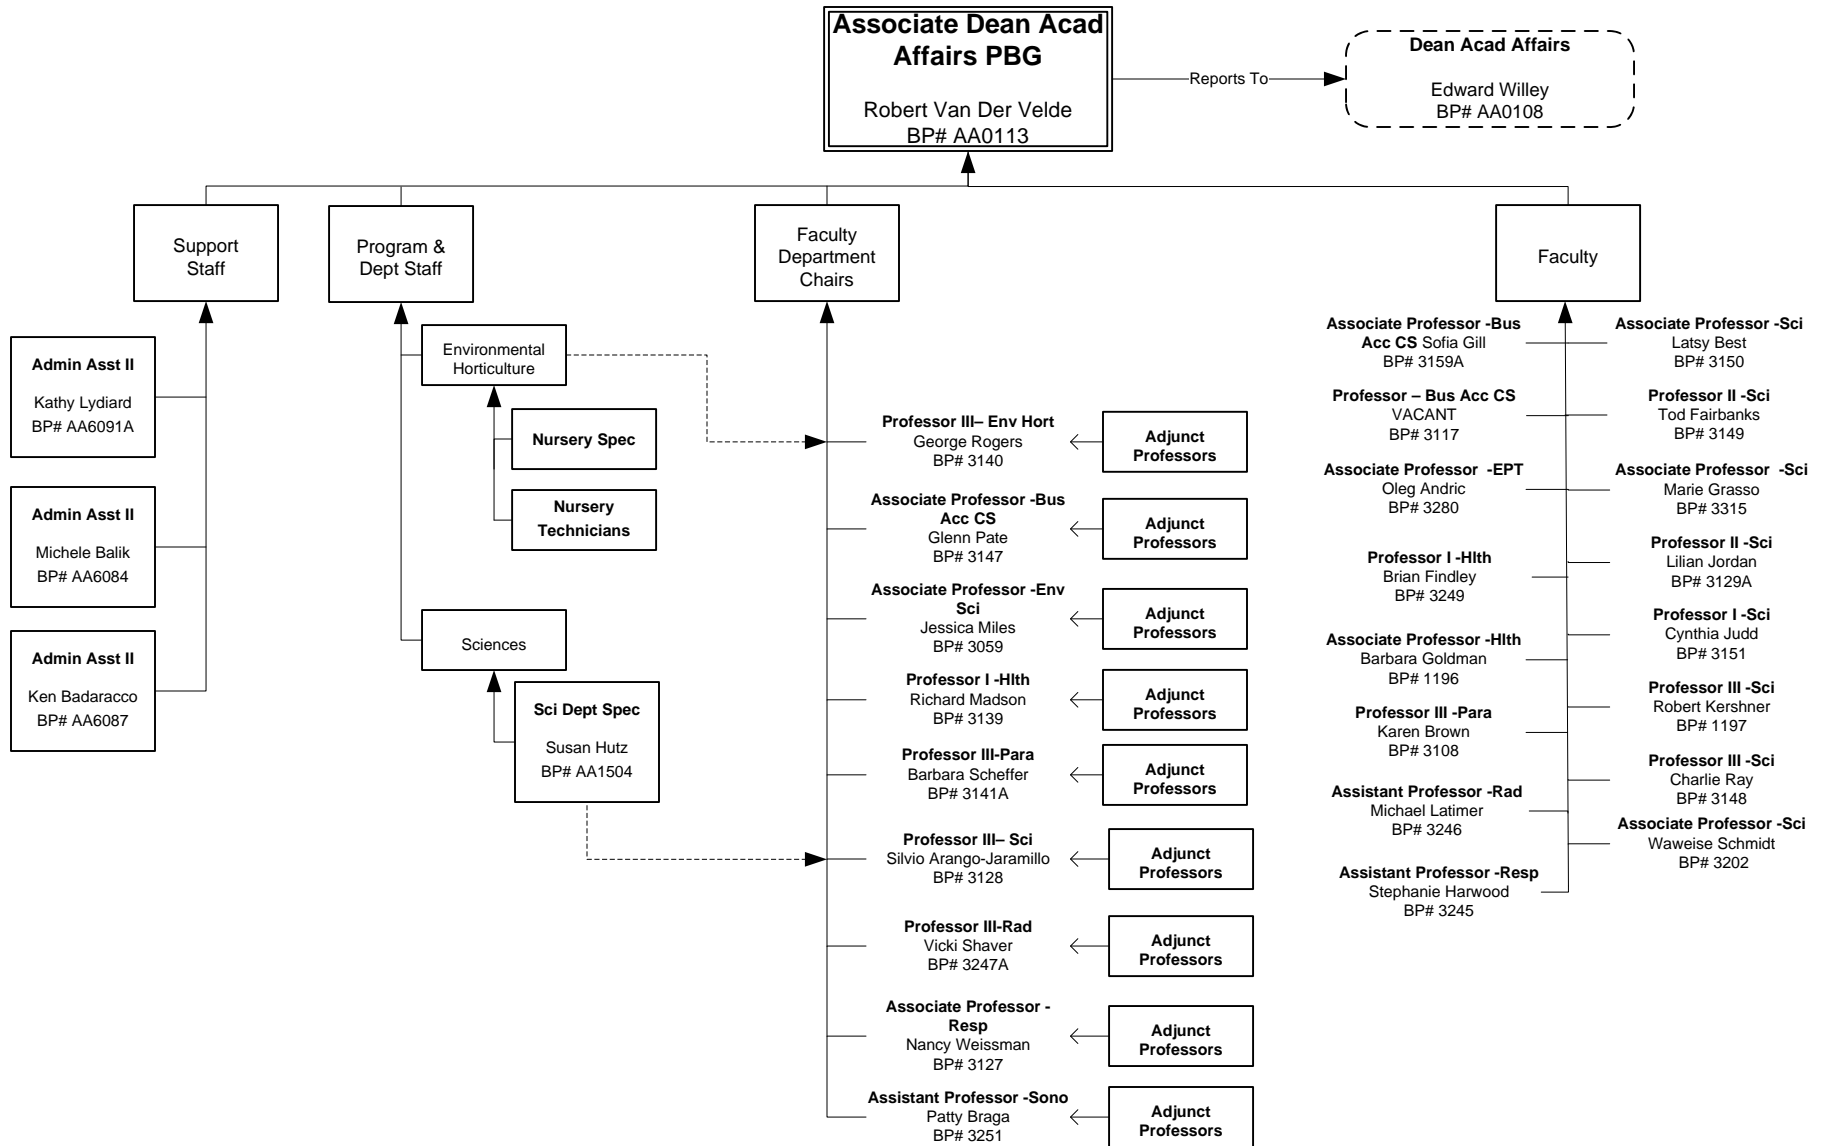 Associate Dean Acad
Affairs PBG
Robert Van Der Velde
BP# AA0113
Reports To
Dean Acad Affairs
Edward Willey
BP# AA0108
Support
Staff
Program &
Dept Staff
Faculty
Department
Chairs
Faculty
Admin Asst II
Kathy Lydiard
BP# AA6091A
Admin Asst II
Michele Balik
BP# AA6084
Admin Asst II
Ken Badaracco
BP# AA6087
Environmental
Horticulture
Nursery Spec
Nursery
Technicians
Sciences
Sci Dept Spec
Susan Hutz
BP# AA1504
Professor III– Env Hort
George Rogers
BP# 3140
Adjunct
Professors
Associate Professor -Bus
Acc CS
Glenn Pate
BP# 3147
Adjunct
Professors
Associate Professor -Env
Sci
Jessica Miles
BP# 3059
Adjunct
Professors
Professor I -Hlth
Richard Madson
BP# 3139
Adjunct
Professors
Professor III-Para
Barbara Scheffer
BP# 3141A
Adjunct
Professors
Professor III– Sci
Silvio Arango-Jaramillo
BP# 3128
Adjunct
Professors
Professor III-Rad
Vicki Shaver
BP# 3247A
Adjunct
Professors
Associate Professor -
Resp
Nancy Weissman
BP# 3127
Adjunct
Professors
Assistant Professor -Sono
Patty Braga
BP# 3251
Adjunct
Professors
Associate Professor -Bus
Acc CS Sofia Gill
BP# 3159A
Professor – Bus Acc CS
VACANT
BP# 3117
Associate Professor -EPT
Oleg Andric
BP# 3280
Professor I -Hlth
Brian Findley
BP# 3249
Associate Professor -Hlth
Barbara Goldman
BP# 1196
Professor III -Para
Karen Brown
BP# 3108
Assistant Professor -Rad
Michael Latimer
BP# 3246
Assistant Professor -Resp
Stephanie Harwood
BP# 3245
Associate Professor -Sci
Latsy Best
BP# 3150
Professor II -Sci
Tod Fairbanks
BP# 3149
Associate Professor -Sci
Marie Grasso
BP# 3315
Professor II -Sci
Lilian Jordan
BP# 3129A
Professor I -Sci
Cynthia Judd
BP# 3151
Professor III -Sci
Robert Kershner
BP# 1197
Professor III -Sci
Charlie Ray
BP# 3148
Associate Professor -Sci
Waweise Schmidt
BP# 3202